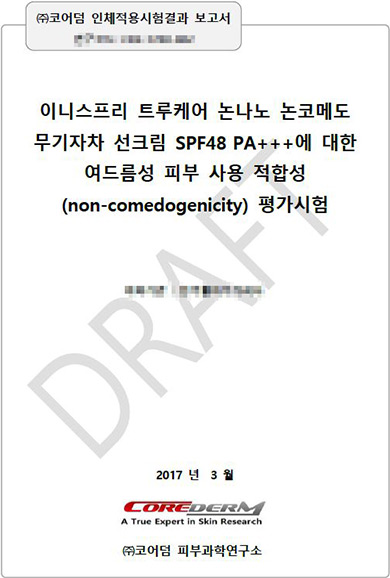 ㈜코어덤 인체적용시험결과 보고서
이니스프리 트루케어 논나노 논코메도
무기자차 선크림 SPF48 PA+++에 대한
여드름성 피부 사용 적합성
(non-comedogenicity) 평가시험
DRAFT
2017 년 3 월
COREDERM
A True Expert in Skin Research
㈜코어덤 피부과학연구소